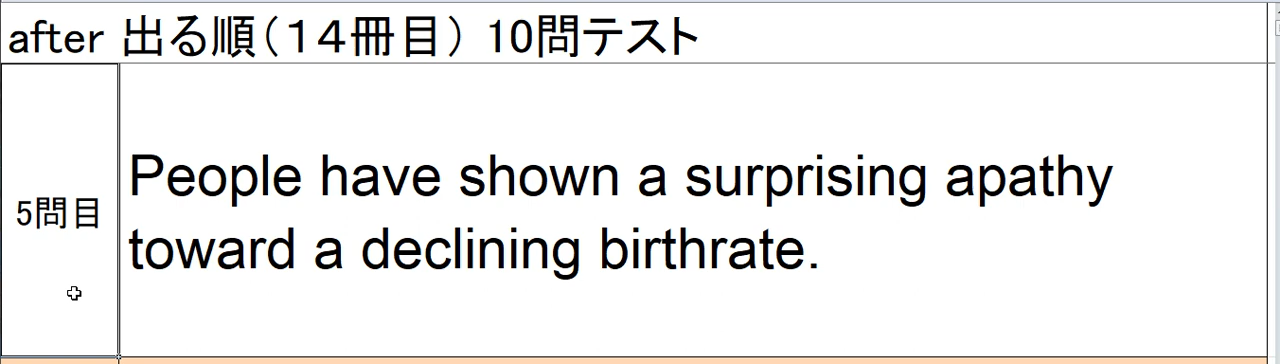 after 出る順（１４冊目） 10問テスト
5問目
People have shown a surprising apathy
toward a declining birthrate.